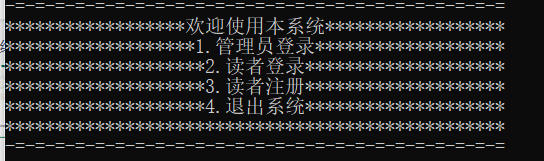 =-=-=-=-=-=-=-=-=-=-=-=-=-=-=-=-=-=-=-=-=-=-=-=-=
******************欢迎使用本系统******************
*******************1.管理员登录*******************
********************2.读者登录********************
********************3.读者注册********************
********************4.退出系统********************
**************************************************
=-=-=-=-=-=-=-=-=-=-=-=-=-=-=-=-=-=-=-=-=-=-=-=-=